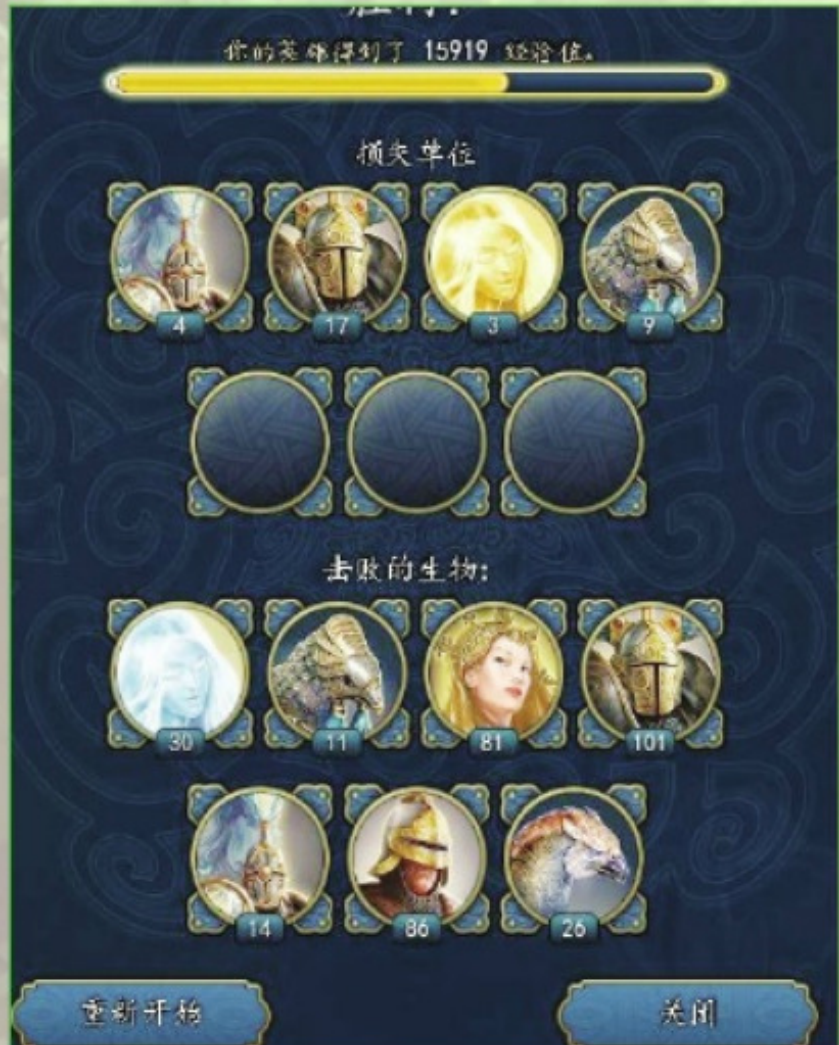 你的英雄得到了 15919 经验值。
损失单位
4 17 3 9
击败的生物:
30 11 81 101
14 86 26
重新开始 关闭